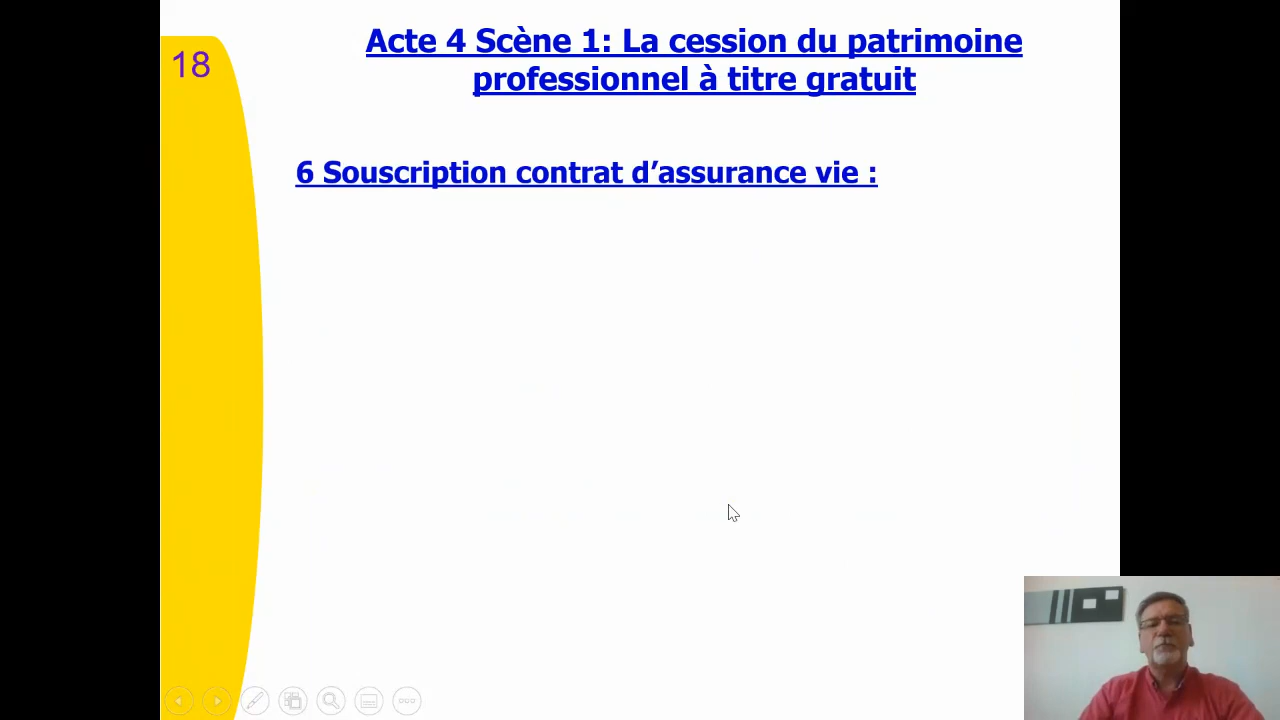 18
Acte 4 Scène 1: La cession du patrimoine
professionnel à titre gratuit
6 Souscription contrat d’assurance vie :